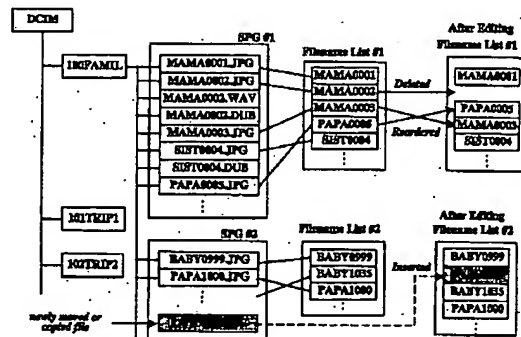 DCIM
100FAMIL
101TRIP1
102TRIP2
SPG #1
MAMA0001.JPG
MAMA0002.JPG
MAMA0002.WAV
MAMA0002.DUB
MAMA0003.JPG
SIST0004.JPG
SIST0004.DUB
PAPA0005.JPG
Filename List #1
MAMA0001
MAMA0002
MAMA0003
PAPA0005
SIST0004
Deleted
Reordered
After Editing
Filename List #1
MAMA0001
PAPA0005
MAMA0003
SIST0004
SPG #2
BABY0999.JPG
PAPA1000.JPG
newly moved or
copied file
Filename List #2
BABY0999
BABY1035
PAPA1000
Inserted
After Editing
Filename List #2
BABY0999
BABY1035
PAPA1000